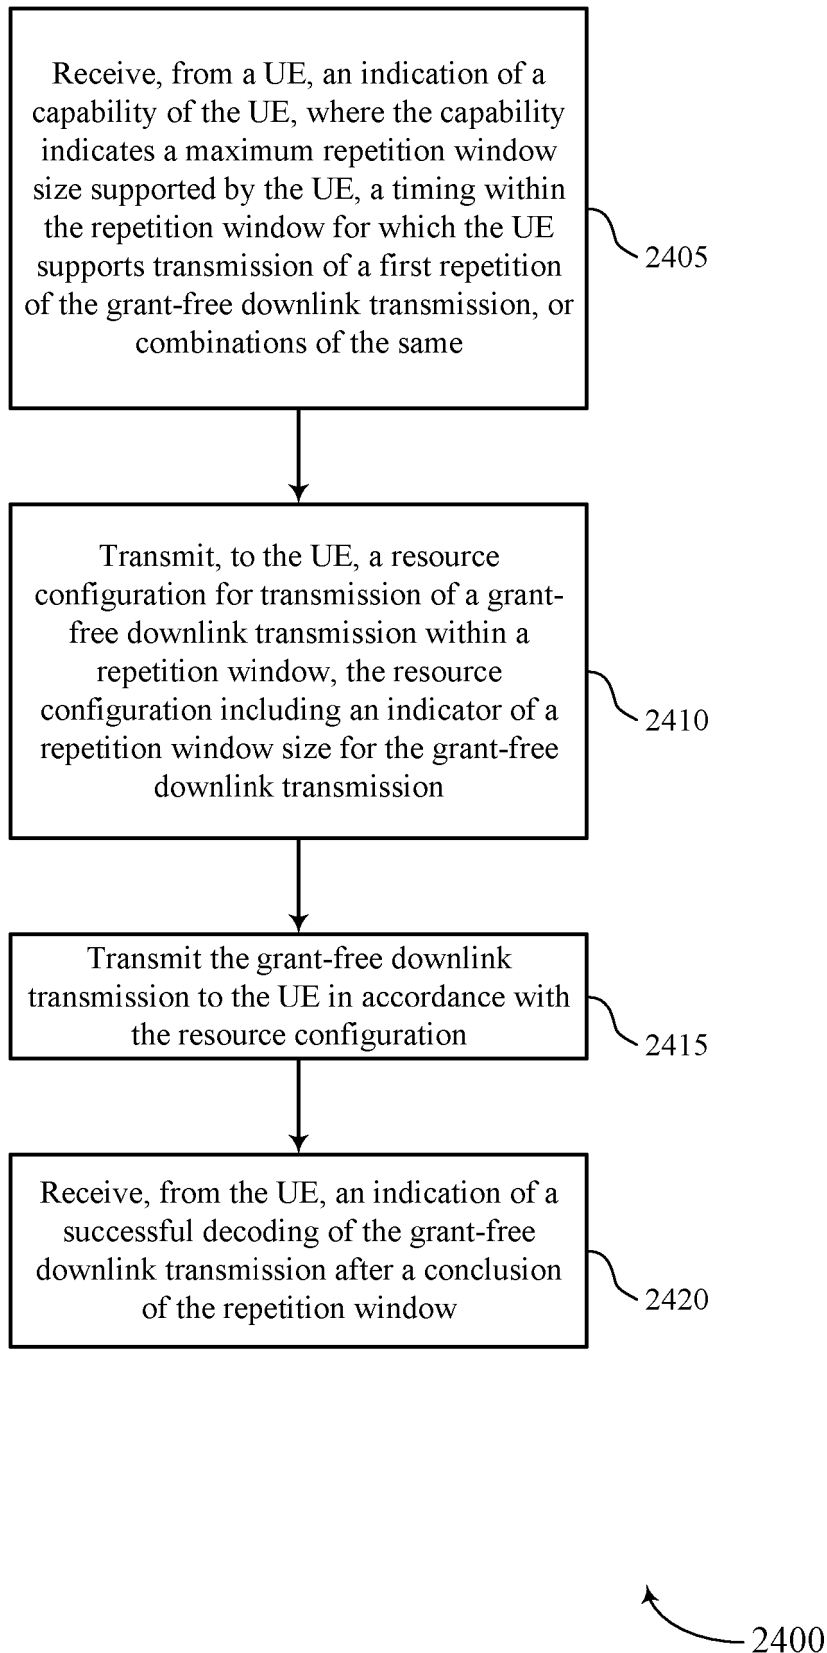 Receive, from a UE, an indication of a
capability of the UE, where the capability
indicates a maximum repetition window
size supported by the UE, a timing within
the repetition window for which the UE
supports transmission of a first repetition
of the grant-free downlink transmission, or
combinations of the same
2405
Transmit, to the UE, a resource
configuration for transmission of a grant-
free downlink transmission within a
repetition window, the resource
configuration including an indicator of a
repetition window size for the grant-free
downlink transmission
2410
Transmit the grant-free downlink
transmission to the UE in accordance with
the resource configuration
2415
Receive, from the UE, an indication of a
successful decoding of the grant-free
downlink transmission after a conclusion
of the repetition window
2420
2400